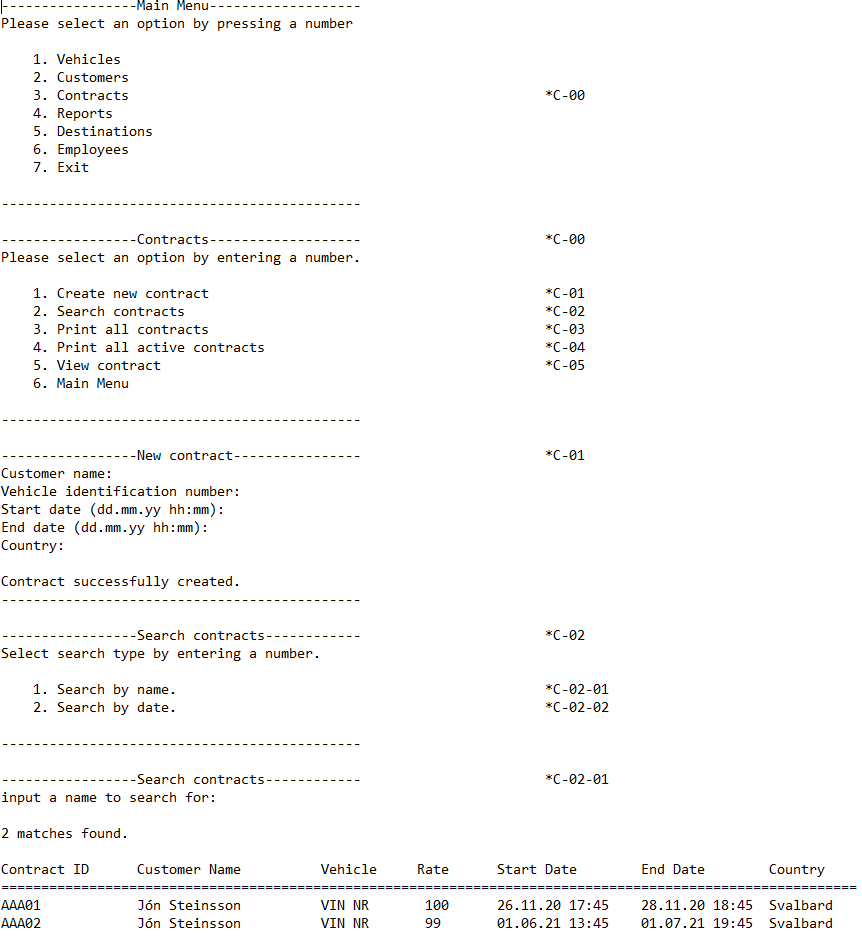 -----------------Main Menu-------------------
Please select an option by pressing a number
1. Vehicles
2. Customers
3. Contracts *C-00
4. Reports
5. Destinations
6. Employees
7. Exit
---------------------------------------------
-----------------Contracts------------------- *C-00
Please select an option by entering a number.
1. Create new contract *C-01
2. Search contracts *C-02
3. Print all contracts *C-03
4. Print all active contracts *C-04
5. View contract *C-05
6. Main Menu
---------------------------------------------
-----------------New contract---------------- *C-01
Customer name:
Vehicle identification number:
Start date (dd.mm.yy hh:mm):
End date (dd.mm.yy hh:mm):
Country:
Contract successfully created.
---------------------------------------------
-----------------Search contracts------------ *C-02
Select search type by entering a number.
1. Search by name. *C-02-01
2. Search by date. *C-02-02
---------------------------------------------
-----------------Search contracts------------ *C-02-01
input a name to search for:
2 matches found.
Contract ID Customer Name Vehicle Rate Start Date End Date Country
===========================================================================================================
AAA01 Jón Steinsson VIN NR 100 26.11.20 17:45 28.11.20 18:45 Svalbard
AAA02 Jón Steinsson VIN NR 99 01.06.21 13:45 01.07.21 19:45 Svalbard